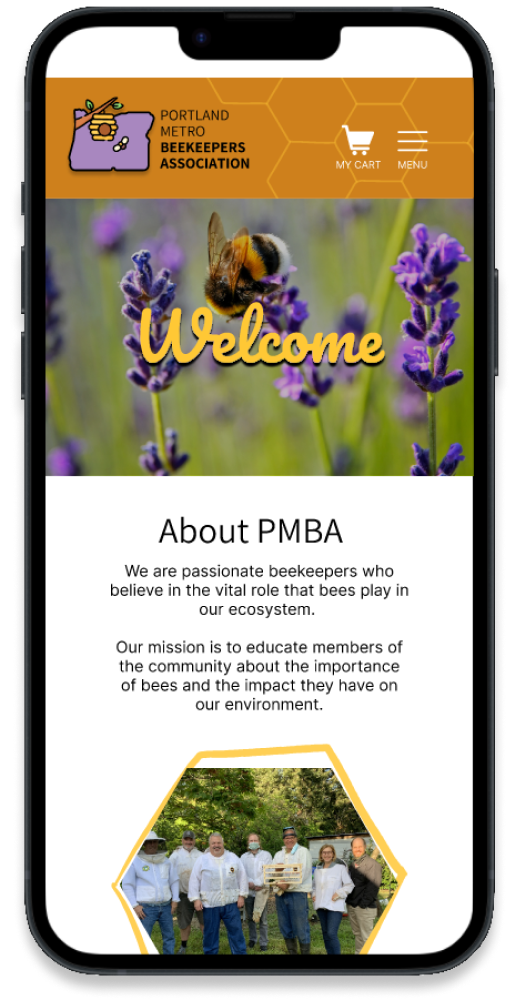 PORTLAND
METRO
BEEKEEPERS
ASSOCIATION
MY CART
MENU
Welcome
About PMBA
We are passionate beekeepers who
believe in the vital role that bees play in
our ecosystem.
Our mission is to educate members of
the community about the importance
of bees and the impact they have on
our environment.